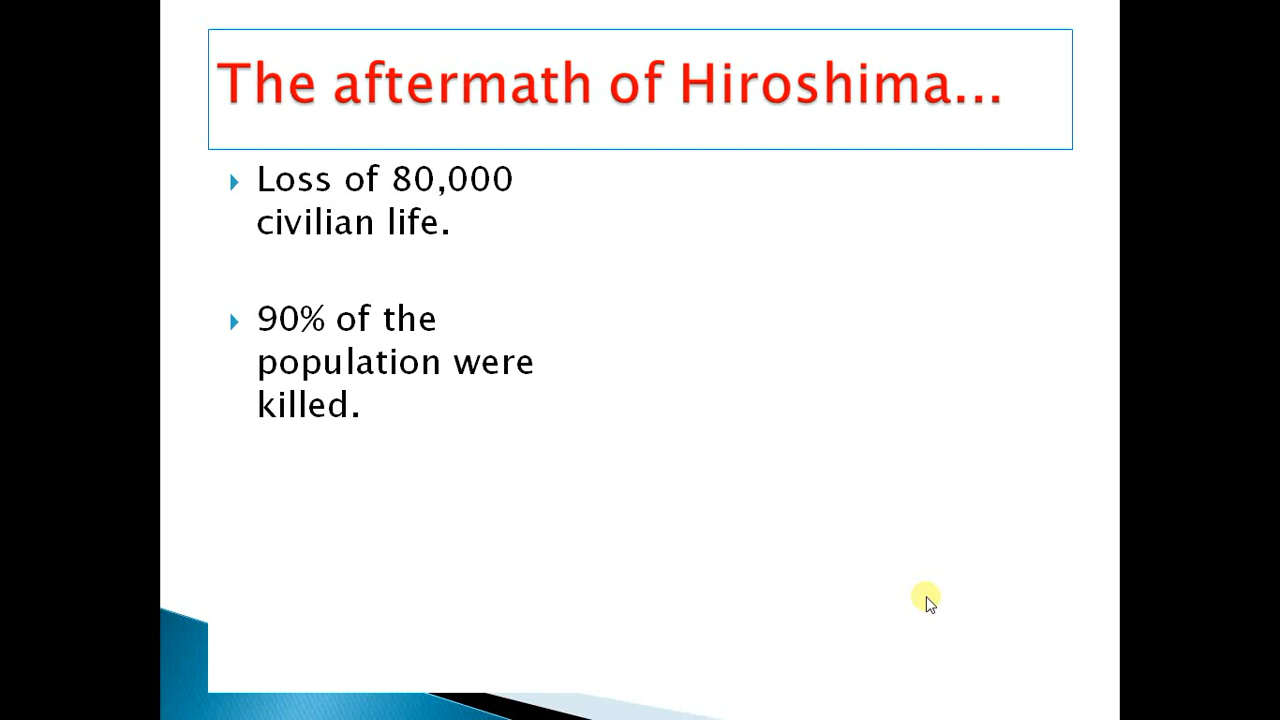 The aftermath of Hiroshima...
Loss of 80,000
civilian life.
90% of the
population were
killed.